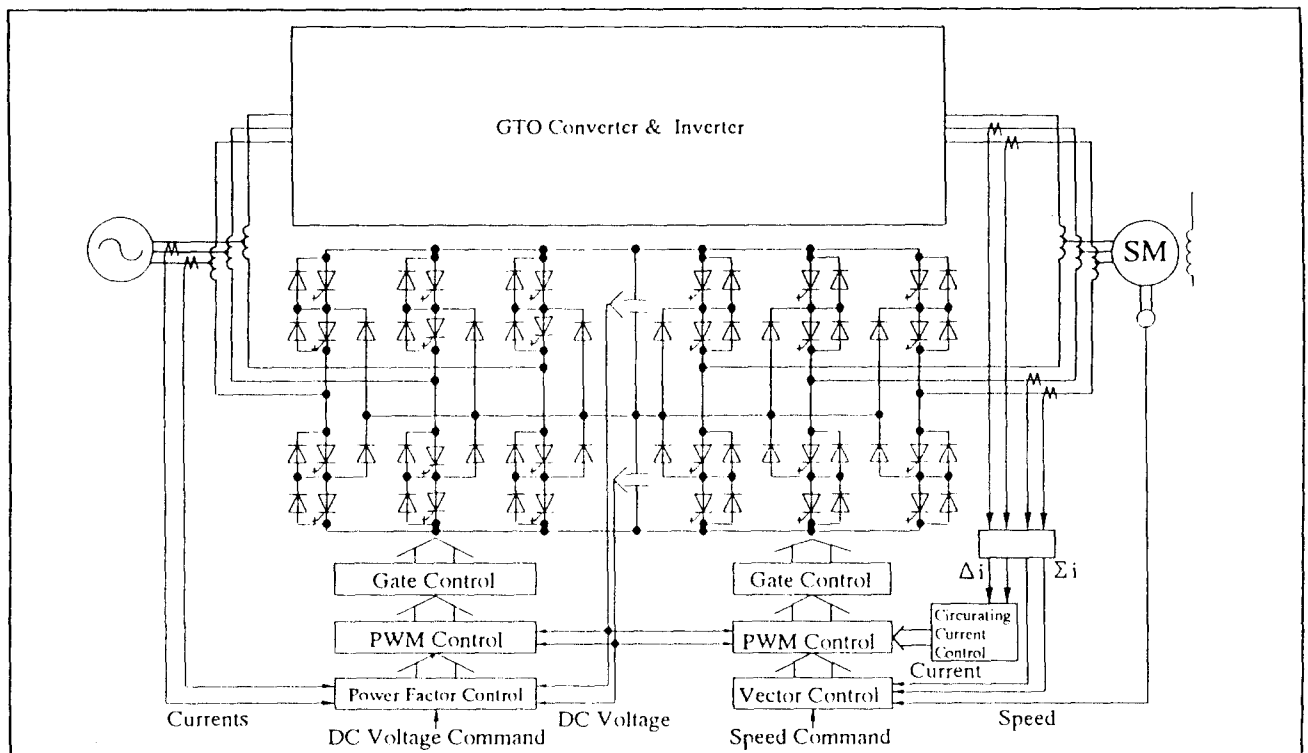 GTO Converter & Inverter
SM
Gate Control
Gate Control
Δi
Σi
PWM Control
PWM Control
Circurating
Current
Control
Current
Power Factor Control
Vector Control
Currents
DC Voltage
Speed
DC Voltage Command
Speed Command